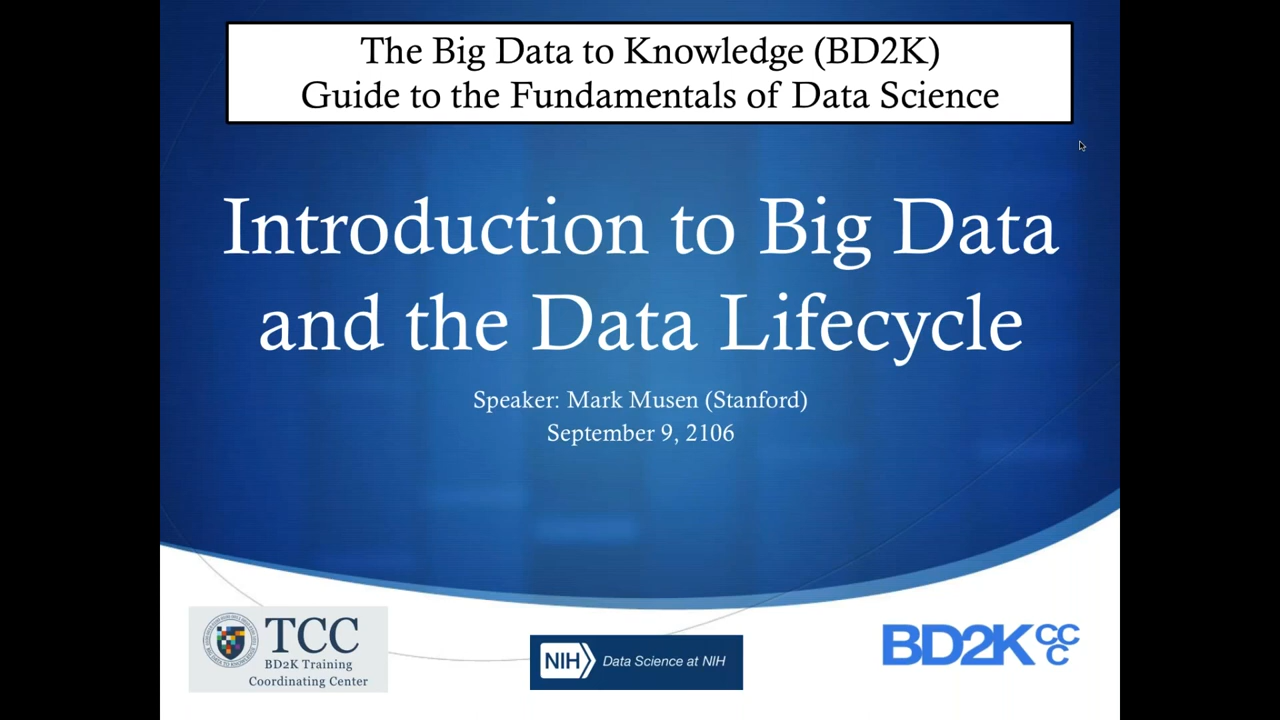 The Big Data to Knowledge (BD2K)
Guide to the Fundamentals of Data Science
Introduction to Big Data
and the Data Lifecycle
Speaker: Mark Musen (Stanford)
September 9, 2106
TCC
BD2K Training
Coordinating Center
NIH
Data Science at NIH
BD2K CC
C